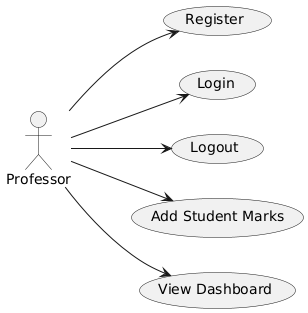 Register
Login
Logout
Professor
Add Student Marks
View Dashboard